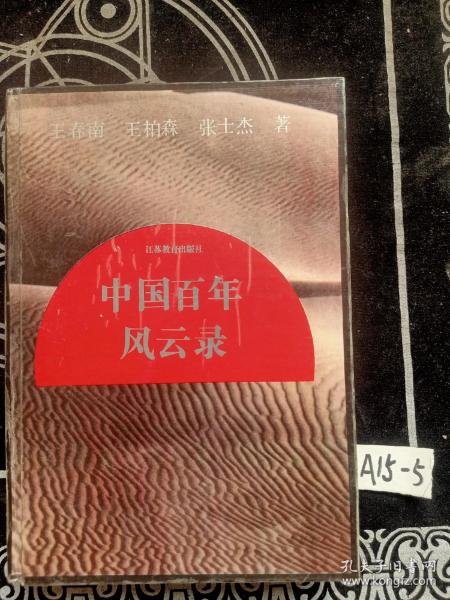 王春南 王柏森 张士杰 著
江苏教育出版社
中国百年
风云录
A15-5
孔夫子旧书网
www.kongfz.com